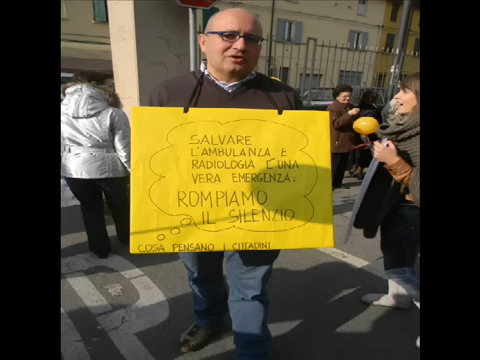 SALVARE
L'AMBULANZA E
RADIOLOGIA È UNA
VERA EMERGENZA:
ROMPIAMO
IL SILENZIO
COSA PENSANO I CITTADINI